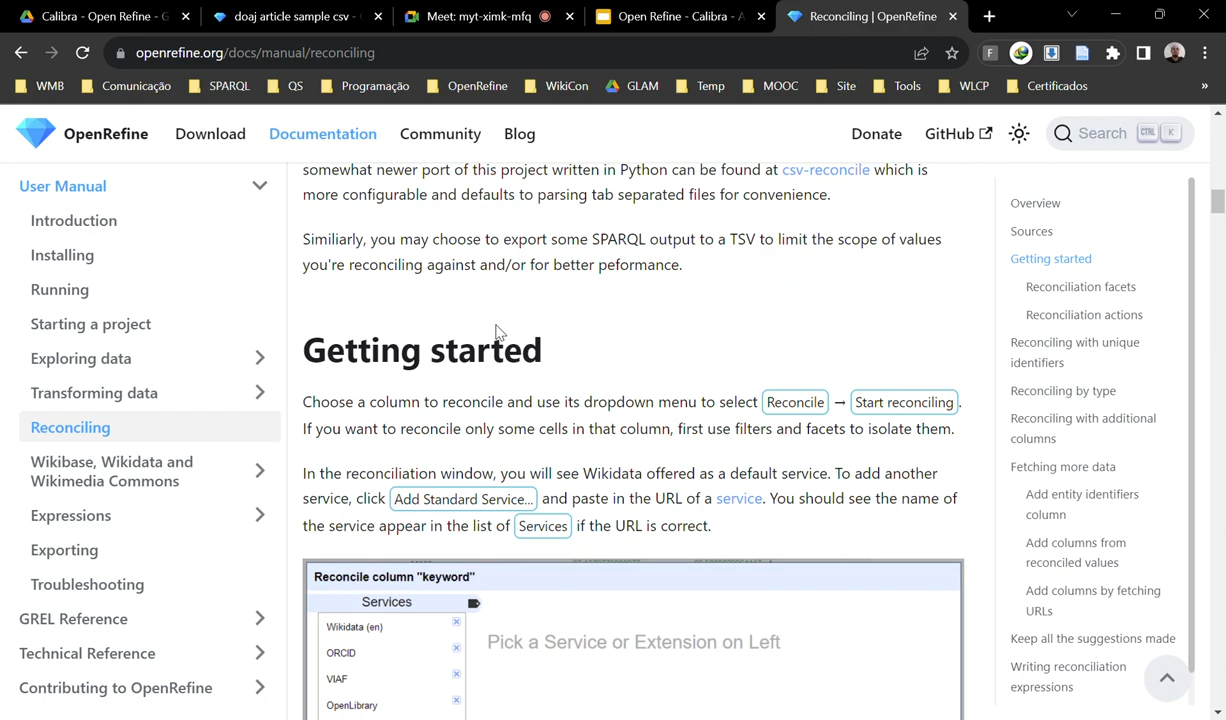 Calibra - Open Refine - G
doaj article sample csv -
Meet: myt-ximk-mfq
Open Refine - Calibra - A
Reconciling | OpenRefine
openrefine.org/docs/manual/reconciling
WMB
Comunicação
SPARQL
QS
Programação
OpenRefine
WikiCon
GLAM
Temp
MOOC
Site
Tools
WLCP
Certificados
»
OpenRefine
Download
Documentation
Community
Blog
Donate
GitHub
Search CTRL K
User Manual
Introduction
Installing
Running
Starting a project
Exploring data
Transforming data
Reconciling
Wikibase, Wikidata and
Wikimedia Commons
Expressions
Exporting
Troubleshooting
GREL Reference
Technical Reference
Contributing to OpenRefine
somewhat newer port of this project written in Python can be found at csv-reconcile which is
more configurable and defaults to parsing tab separated files for convenience.
Similiarly, you may choose to export some SPARQL output to a TSV to limit the scope of values
you're reconciling against and/or for better peformance.
Getting started
Choose a column to reconcile and use its dropdown menu to select Reconcile → Start reconciling.
If you want to reconcile only some cells in that column, first use filters and facets to isolate them.
In the reconciliation window, you will see Wikidata offered as a default service. To add another
service, click Add Standard Service... and paste in the URL of a service. You should see the name of
the service appear in the list of Services if the URL is correct.
Reconcile column "keyword"
Services
Wikidata (en)
ORCID
VIAF
OpenLibrary
Pick a Service or Extension on Left
Overview
Sources
Getting started
Reconciliation facets
Reconciliation actions
Reconciling with unique
identifiers
Reconciling by type
Reconciling with additional
columns
Fetching more data
Add entity identifiers
column
Add columns from
reconciled values
Add columns by fetching
URLs
Keep all the suggestions made
Writing reconciliation
expressions